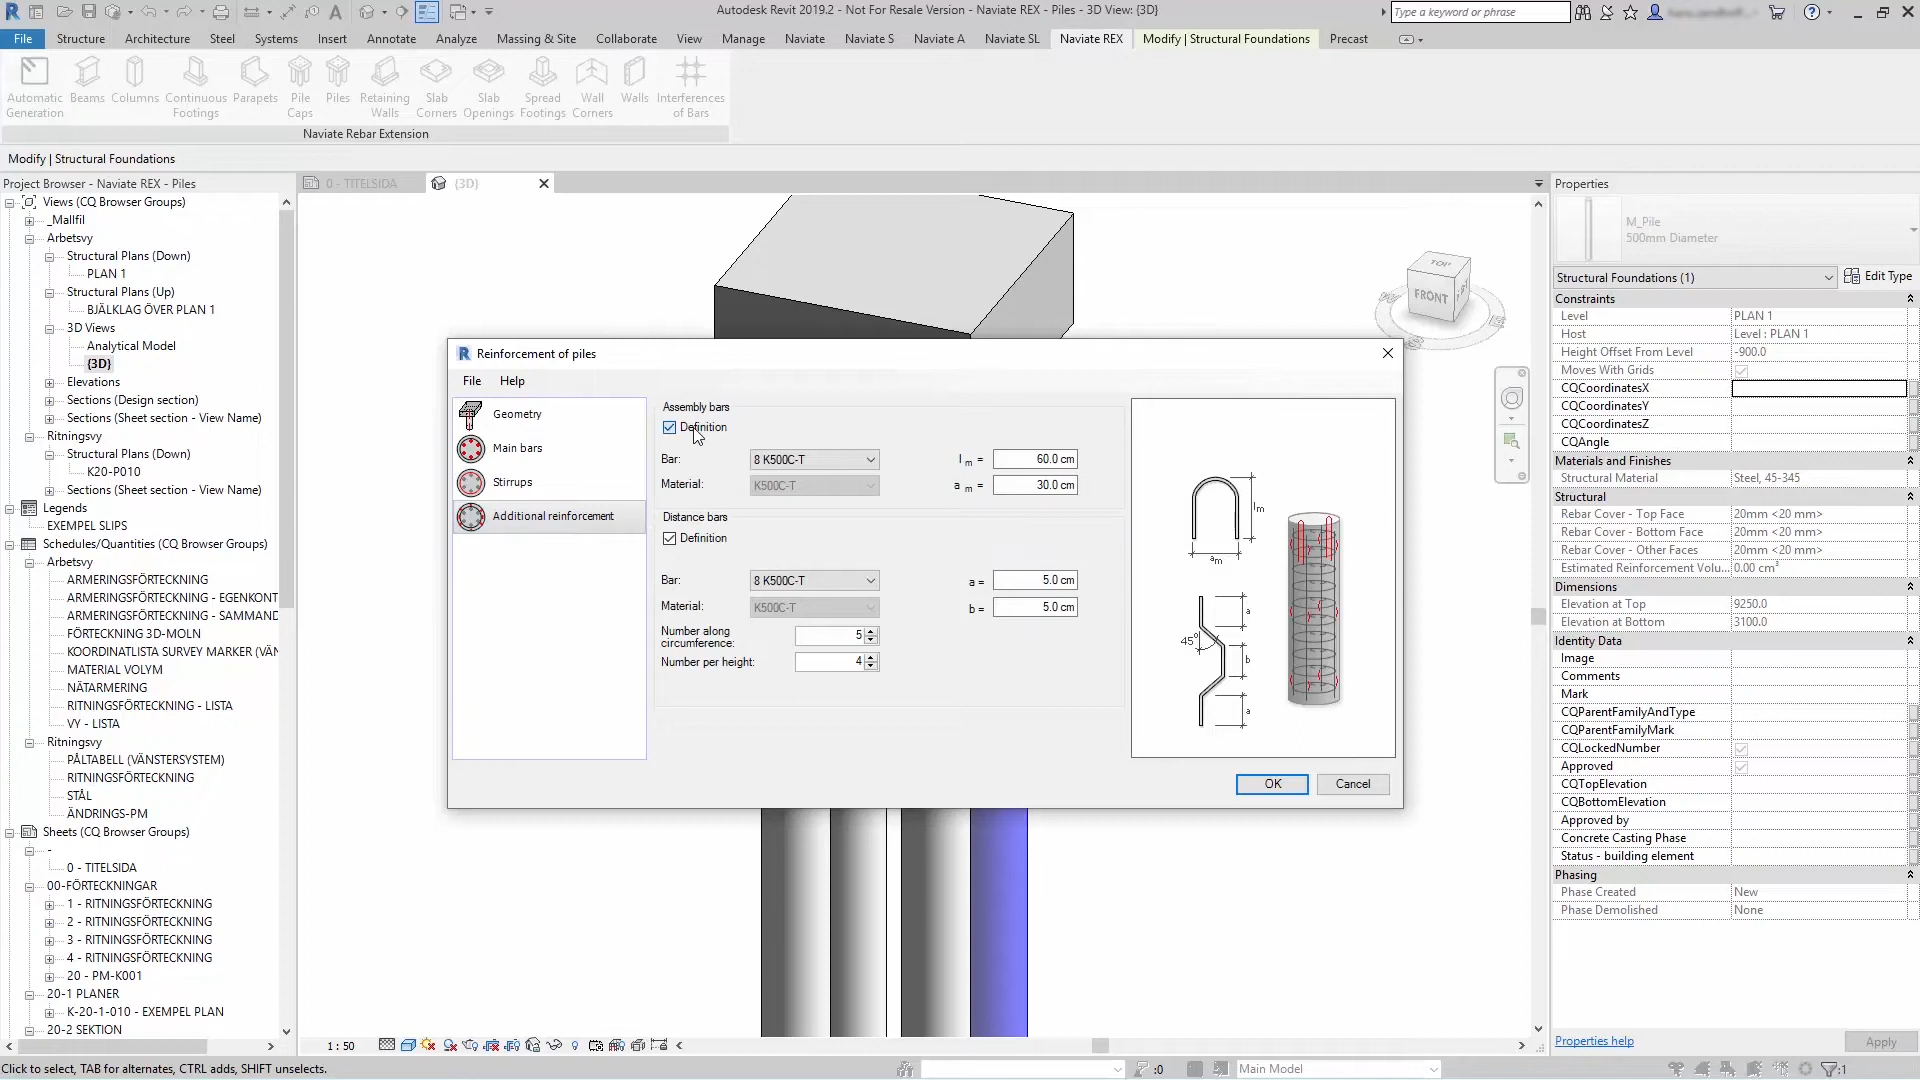 Autodesk Revit 2019.2 - Not For Resale Version - Naviate REX - Piles - 3D View: {3D}
Type a keyword or phrase
File
Structure
Architecture
Steel
Systems
Insert
Annotate
Analyze
Massing & Site
Collaborate
View
Manage
Naviate
Naviate S
Naviate A
Naviate SL
Naviate REX
Modify | Structural Foundations
Precast
Automatic Generation
Beams
Columns
Continuous Footings
Parapets
Pile Caps
Piles
Retaining Walls
Slab Corners
Slab Openings
Spread Footings
Wall Corners
Walls
Interferences of Bars
Naviate Rebar Extension
Modify | Structural Foundations
Project Browser - Naviate REX - Piles
Views (CQ Browser Groups)
_Mallfil
Arbetsvy
Structural Plans (Down)
PLAN 1
Structural Plans (Up)
BJÄLKLAG ÖVER PLAN 1
3D Views
Analytical Model
{3D}
Elevations
Sections (Design section)
Sections (Sheet section - View Name)
Ritningsvy
Structural Plans (Down)
K20-P010
Sections (Sheet section - View Name)
Legends
EXEMPEL SLIPS
Schedules/Quantities (CQ Browser Groups)
Arbetsvy
ARMERINGSFÖRTECKNING
ARMERINGSFÖRTECKNING - EGENKONT
ARMERINGSFÖRTECKNING - SAMMAND
FÖRTECKNING 3D-MOLN
KOORDINATLISTA SURVEY MARKER (VÄN
MATERIAL VOLYM
NÄTARMERING
RITNINGSFÖRTECKNING - LISTA
VY - LISTA
Ritningsvy
PÅLTABELL (VÄNSTERSYSTEM)
RITNINGSFÖRTECKNING
STÅL
ÄNDRINGS-PM
Sheets (CQ Browser Groups)
-
0 - TITELSIDA
00-FÖRTECKNINGAR
1 - RITNINGSFÖRTECKNING
2 - RITNINGSFÖRTECKNING
3 - RITNINGSFÖRTECKNING
4 - RITNINGSFÖRTECKNING
20 - PM-K001
20-1 PLANER
K-20-1-010 - EXEMPEL PLAN
20-2 SEKTION
0 - TITELSIDA
{3D}
TOP
FRONT
Reinforcement of piles
File
Help
Geometry
Main bars
Stirrups
Additional reinforcement
Assembly bars
Definition
Bar: 8 K500C-T l m = 60.0 cm
Material: K500C-T a m = 30.0 cm
Distance bars
Definition
Bar: 8 K500C-T a = 5.0 cm
Material: K500C-T b = 5.0 cm
Number along circumference: 5
Number per height: 4
lm
am
a
45°
b
a
OK
Cancel
Properties
M_Pile
500mm Diameter
Structural Foundations (1)
Edit Type
Constraints
Level PLAN 1
Host Level : PLAN 1
Height Offset From Level -900.0
Moves With Grids
CQCoordinatesX
CQCoordinatesY
CQCoordinatesZ
CQAngle
Materials and Finishes
Structural Material Steel, 45-345
Structural
Rebar Cover - Top Face 20mm <20 mm>
Rebar Cover - Bottom Face 20mm <20 mm>
Rebar Cover - Other Faces 20mm <20 mm>
Estimated Reinforcement Volu... 0.00 cm³
Dimensions
Elevation at Top 9250.0
Elevation at Bottom 3100.0
Identity Data
Image
Comments
Mark
CQParentFamilyAndType
CQParentFamilyMark
CQLockedNumber
Approved
CQTopElevation
CQBottomElevation
Approved by
Concrete Casting Phase
Status - building element
Phasing
Phase Created New
Phase Demolished None
Properties help
Apply
1 : 50
Click to select, TAB for alternates, CTRL adds, SHIFT unselects.
:0
Main Model
:1